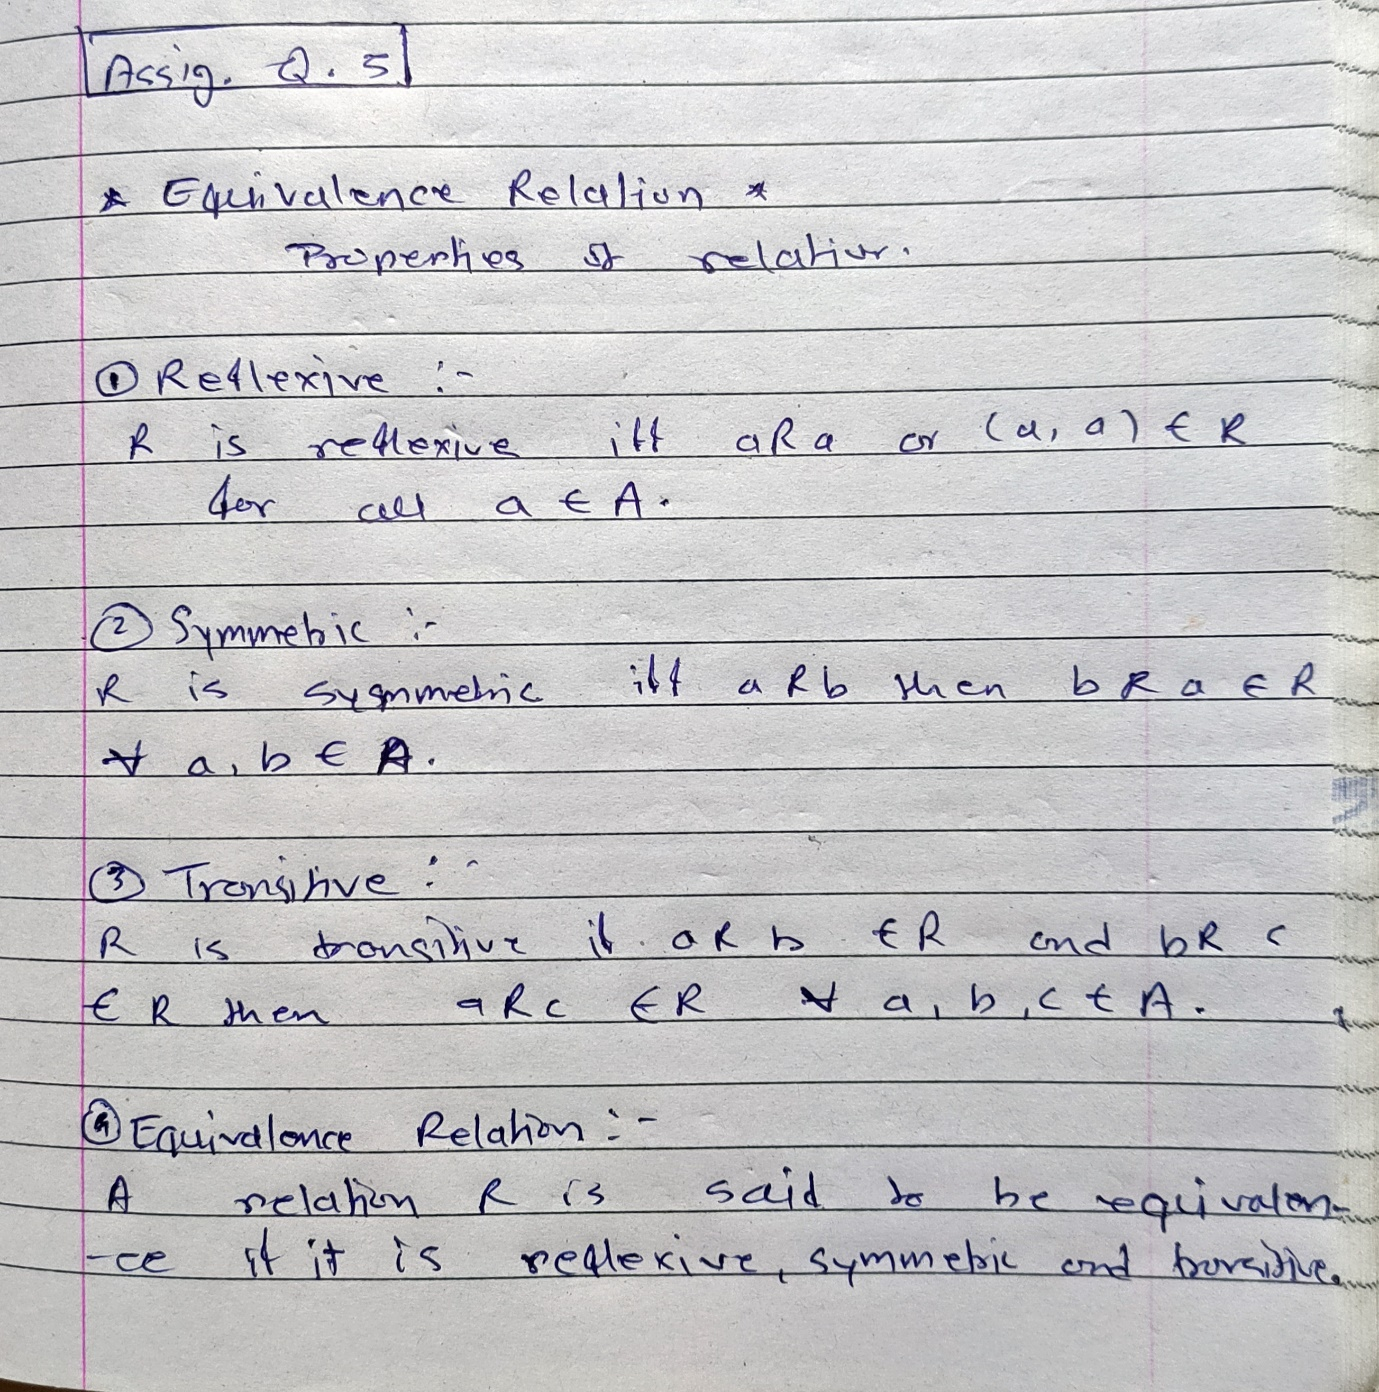 Assig. Q. 5
* Equivalence Relation *
Properties of relation.
① Reflexive :-
R is reflexive iff aRa or (a, a) ∈ R
for all a ∈ A.
② Symmetric :-
R is symmetric iff aRb then bRa ∈ R
∀ a, b ∈ A.
③ Transitive :-
R is transitive if aRb ∈ R and bRc
∈ R then aRc ∈ R ∀ a, b, c ∈ A.
④ Equivalence Relation :-
A relation R is said to be equivalen-
-ce if it is reflexive, symmetric and transitive.